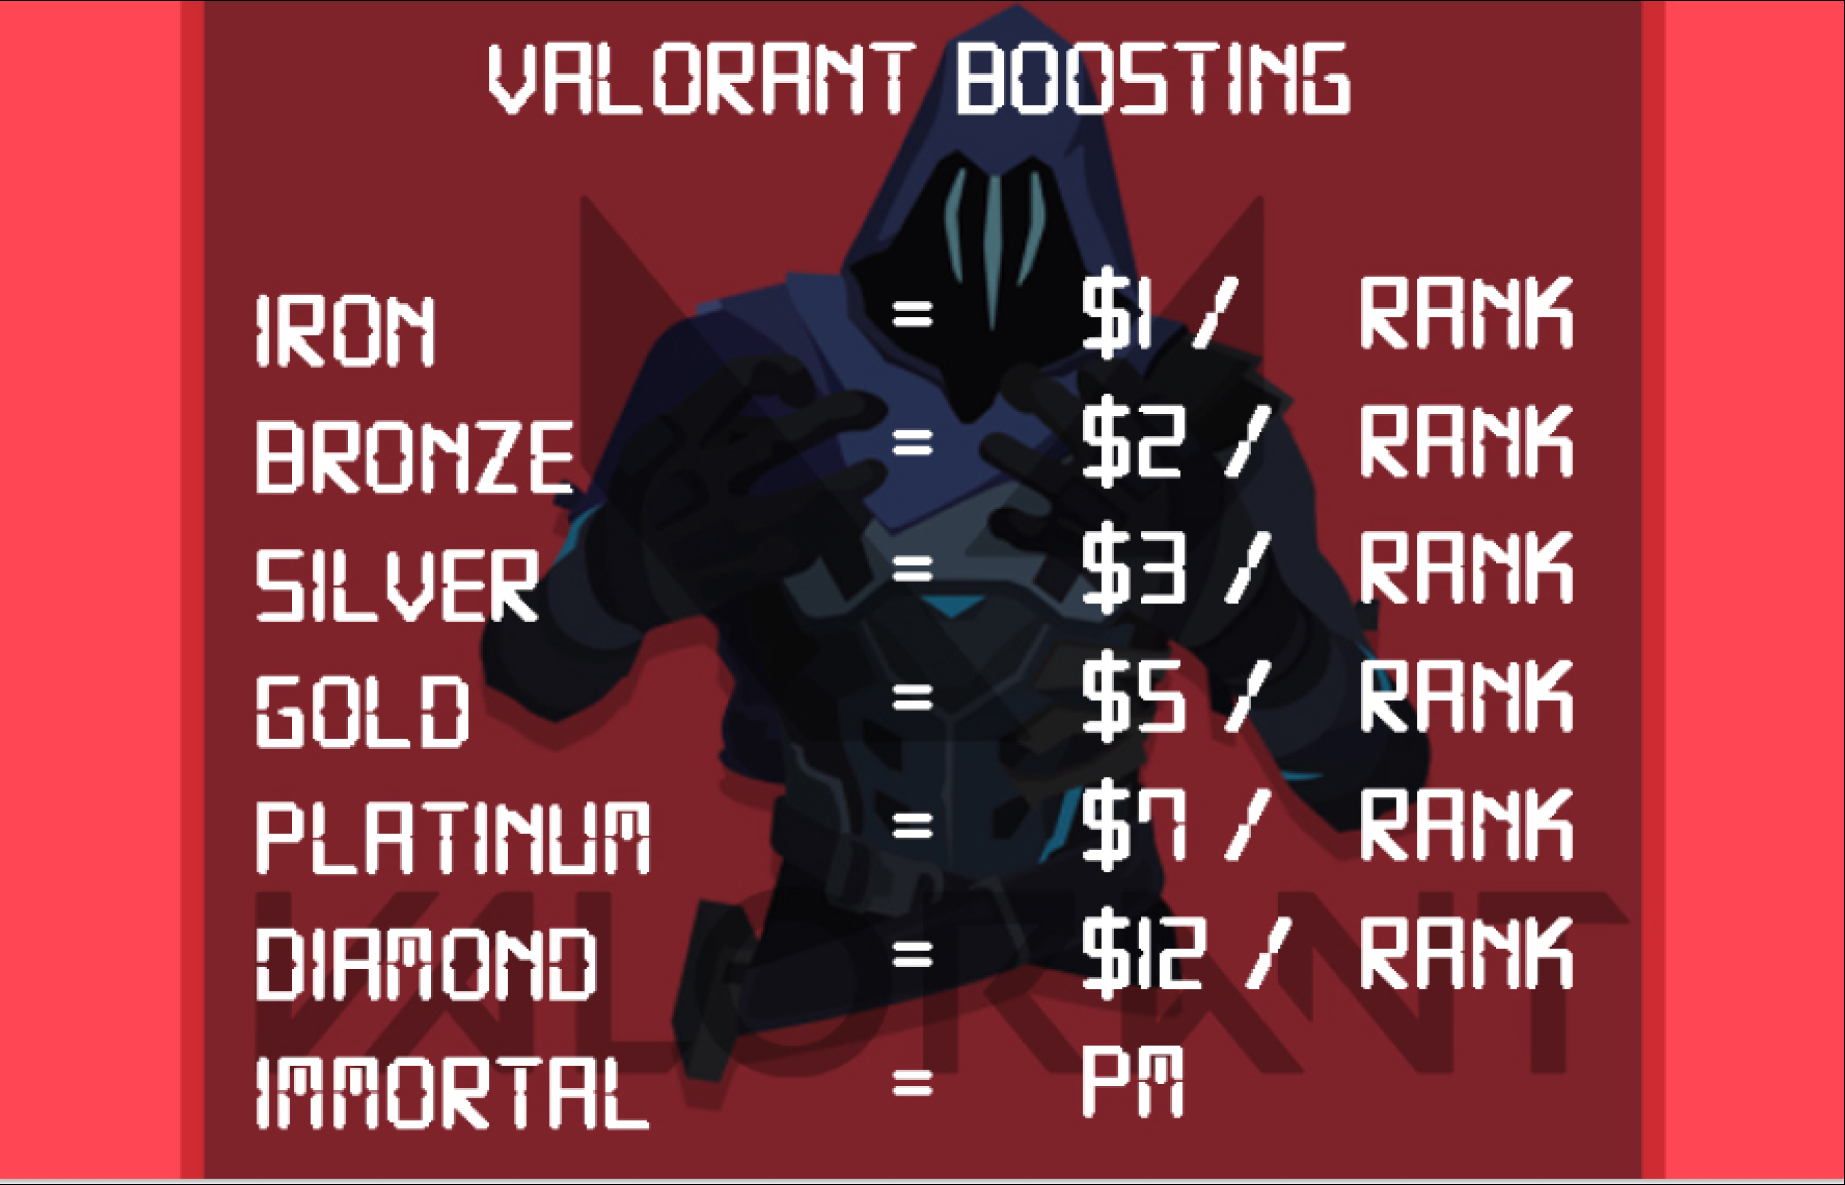 VALORANT BOOSTING
IRON = $1 / RANK
BRONZE = $2 / RANK
SILVER = $3 / RANK
GOLD = $5 / RANK
PLATINUM = $7 / RANK
DIAMOND = $12 / RANK
VALORANT
IMMORTAL = PM